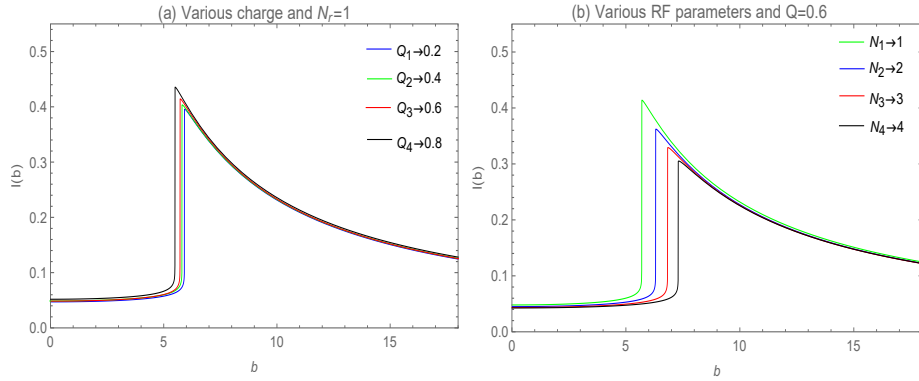 (a) Various charge and Nᵣ=1
I(b)
0.5
0.4
0.3
0.2
0.1
0.0
Q₁→0.2
Q₂→0.4
Q₃→0.6
Q₄→0.8
0 5 10 15
b
(b) Various RF parameters and Q=0.6
I(b)
0.5
0.4
0.3
0.2
0.1
0.0
N₁→1
N₂→2
N₃→3
N₄→4
0 5 10 15
b